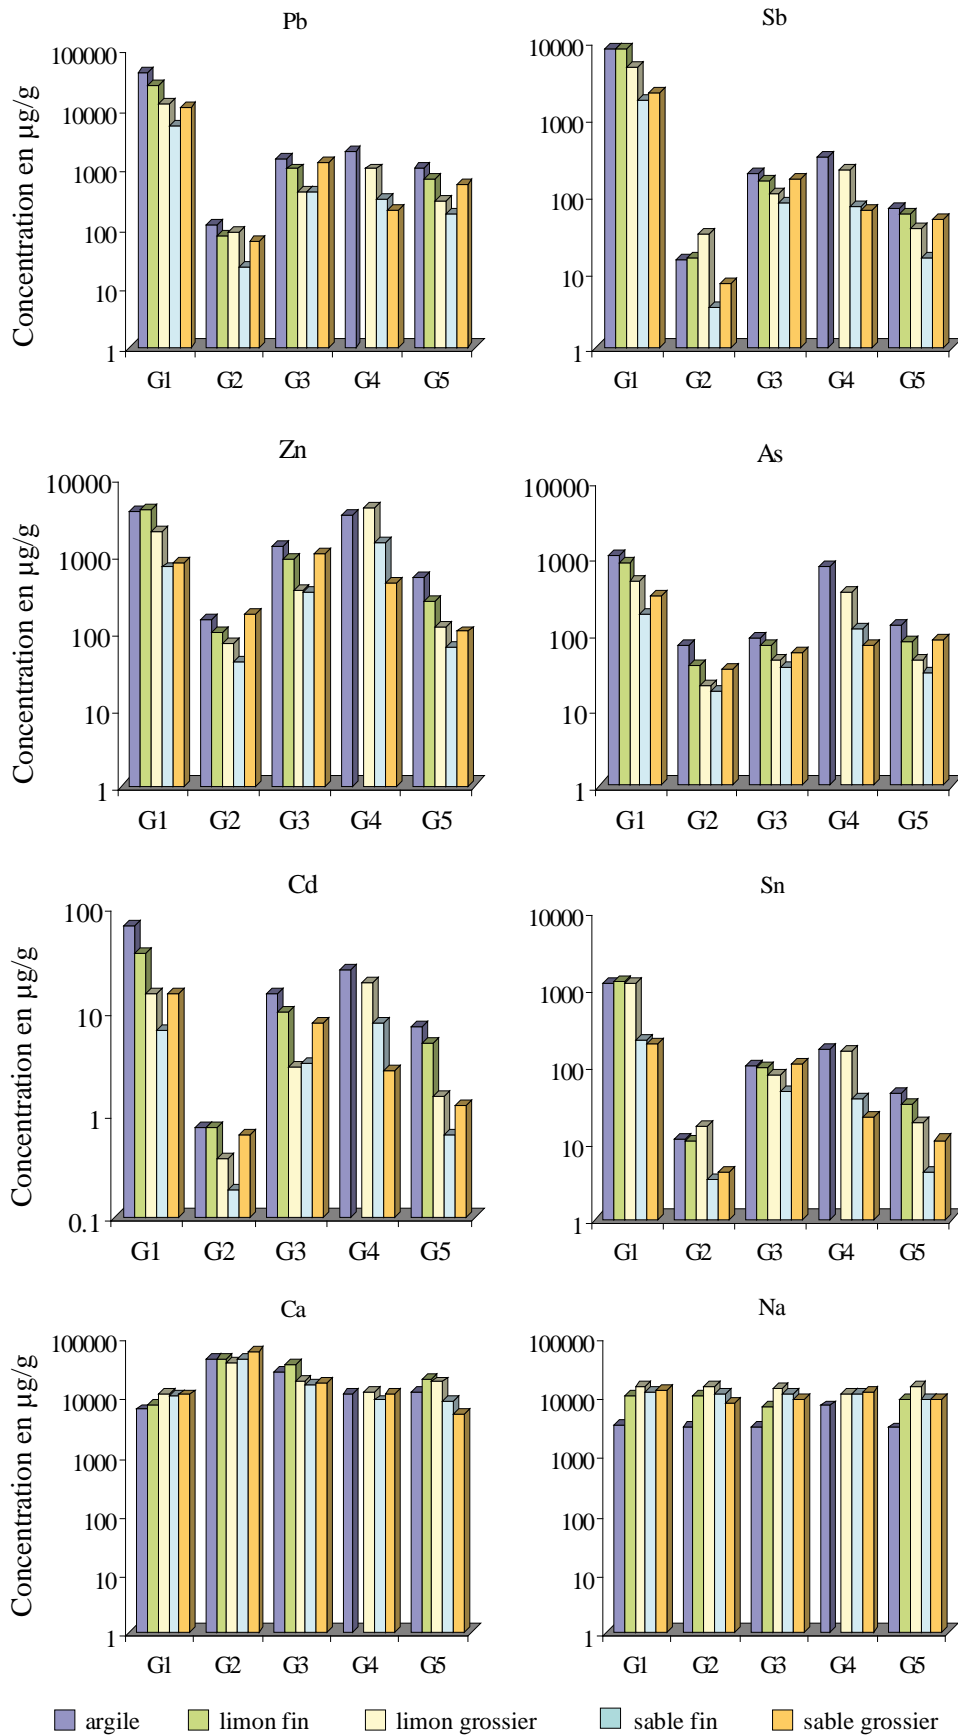 Pb
Concentration en µg/g
100000
10000
1000
100
10
1
G1 G2 G3 G4 G5
Sb
10000
1000
100
10
1
G1 G2 G3 G4 G5
Zn
Concentration en µg/g
10000
1000
100
10
1
G1 G2 G3 G4 G5
As
10000
1000
100
10
1
G1 G2 G3 G4 G5
Cd
Concentration en µg/g
100
10
1
0.1
G1 G2 G3 G4 G5
Sn
10000
1000
100
10
1
G1 G2 G3 G4 G5
Ca
Concentration en µg/g
100000
10000
1000
100
10
1
G1 G2 G3 G4 G5
Na
100000
10000
1000
100
10
1
G1 G2 G3 G4 G5
argile limon fin limon grossier sable fin sable grossier